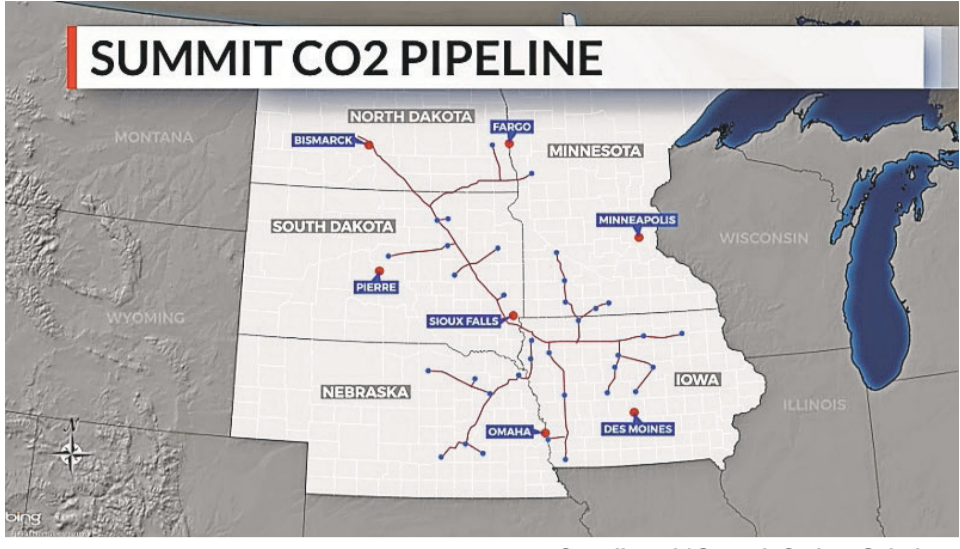 SUMMIT CO2 PIPELINE
NORTH DAKOTA
FARGO
BISMARCK
MINNESOTA
MONTANA
SOUTH DAKOTA
MINNEAPOLIS
WISCONSIN
PIERRE
WYOMING
SIOUX FALLS
NEBRASKA
IOWA
ILLINOIS
OMAHA
DES MOINES
N
bing